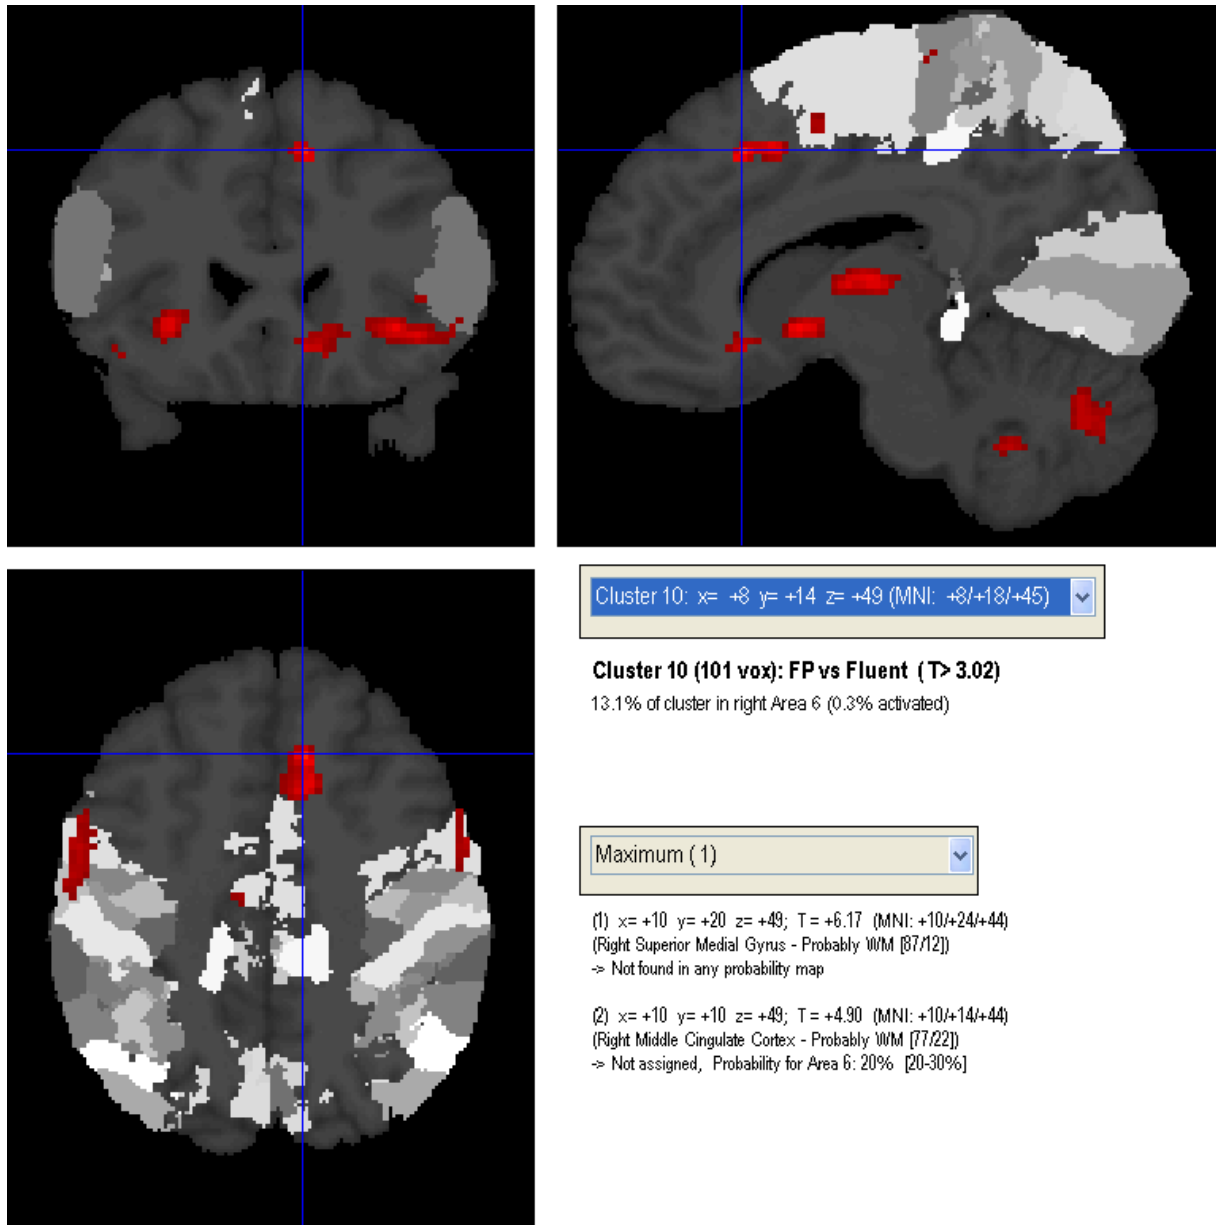 Cluster 10: x= +8 y= +14 z= +49 (MNI: +8/+18/+45)
Cluster 10 (101 vox): FP vs Fluent ( T> 3.02)
13.1% of cluster in right Area 6 (0.3% activated)
Maximum ( 1)
(1) x= +10 y= +20 z= +49; T = +6.17 (MNI: +10/+24/+44)
(Right Superior Medial Gyrus - Probably WM [87/12])
-> Not found in any probability map
(2) x= +10 y= +10 z= +49; T = +4.90 (MNI: +10/+14/+44)
(Right Middle Cingulate Cortex - Probably WM [77/22])
-> Not assigned, Probability for Area 6: 20% [20-30%]